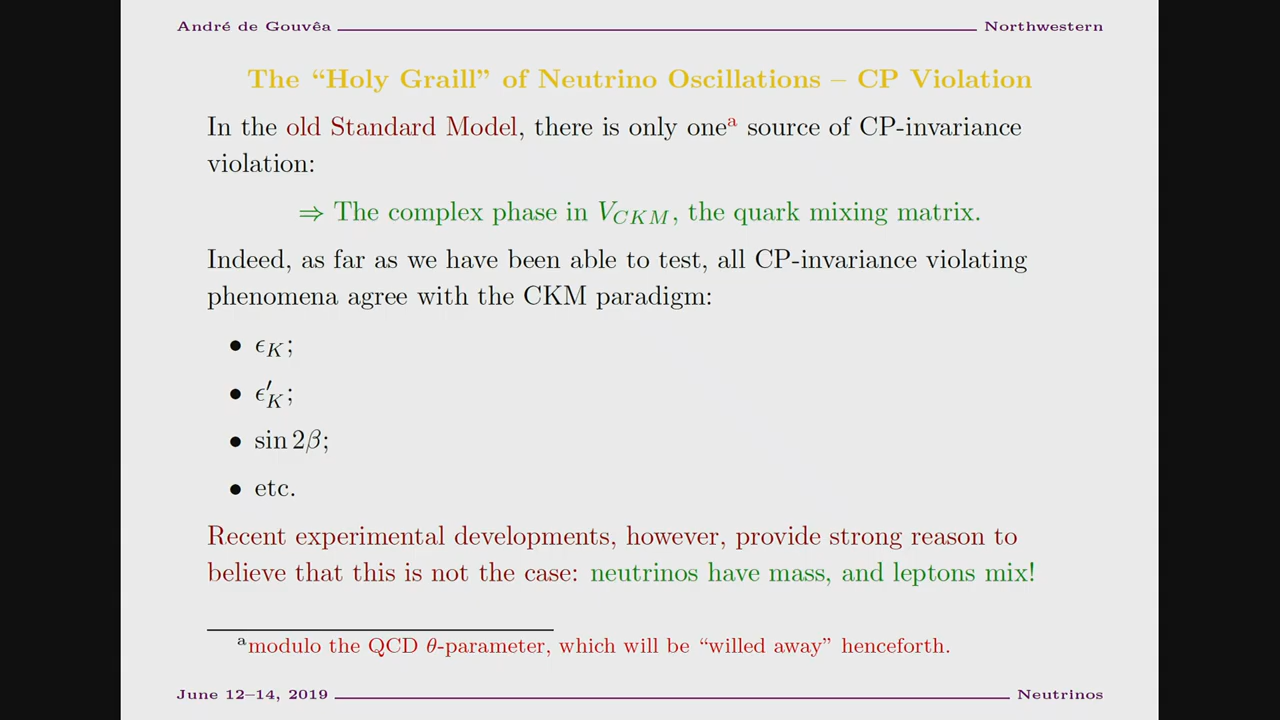 André de Gouvêa Northwestern
The “Holy Graill” of Neutrino Oscillations – CP Violation
In the old Standard Model, there is only oneᵃ source of CP-invariance
violation:
⇒ The complex phase in V_CKM, the quark mixing matrix.
Indeed, as far as we have been able to test, all CP-invariance violating
phenomena agree with the CKM paradigm:
• ϵ_K;
• ϵ′_K;
• sin 2β;
• etc.
Recent experimental developments, however, provide strong reason to
believe that this is not the case: neutrinos have mass, and leptons mix!
ᵃmodulo the QCD θ-parameter, which will be “willed away” henceforth.
June 12–14, 2019 Neutrinos